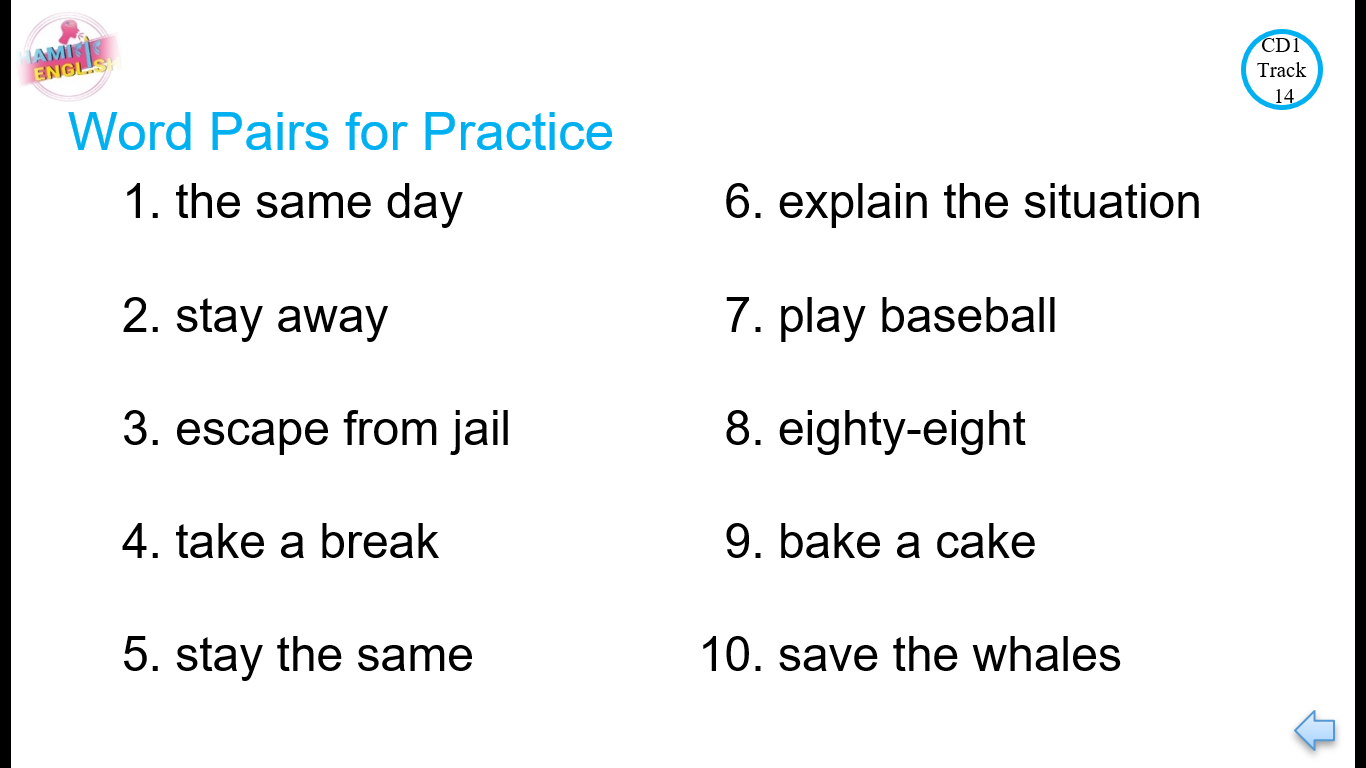 CD1
Track
14
Word Pairs for Practice
1. the same day
2. stay away
3. escape from jail
4. take a break
5. stay the same
6. explain the situation
7. play baseball
8. eighty-eight
9. bake a cake
10. save the whales